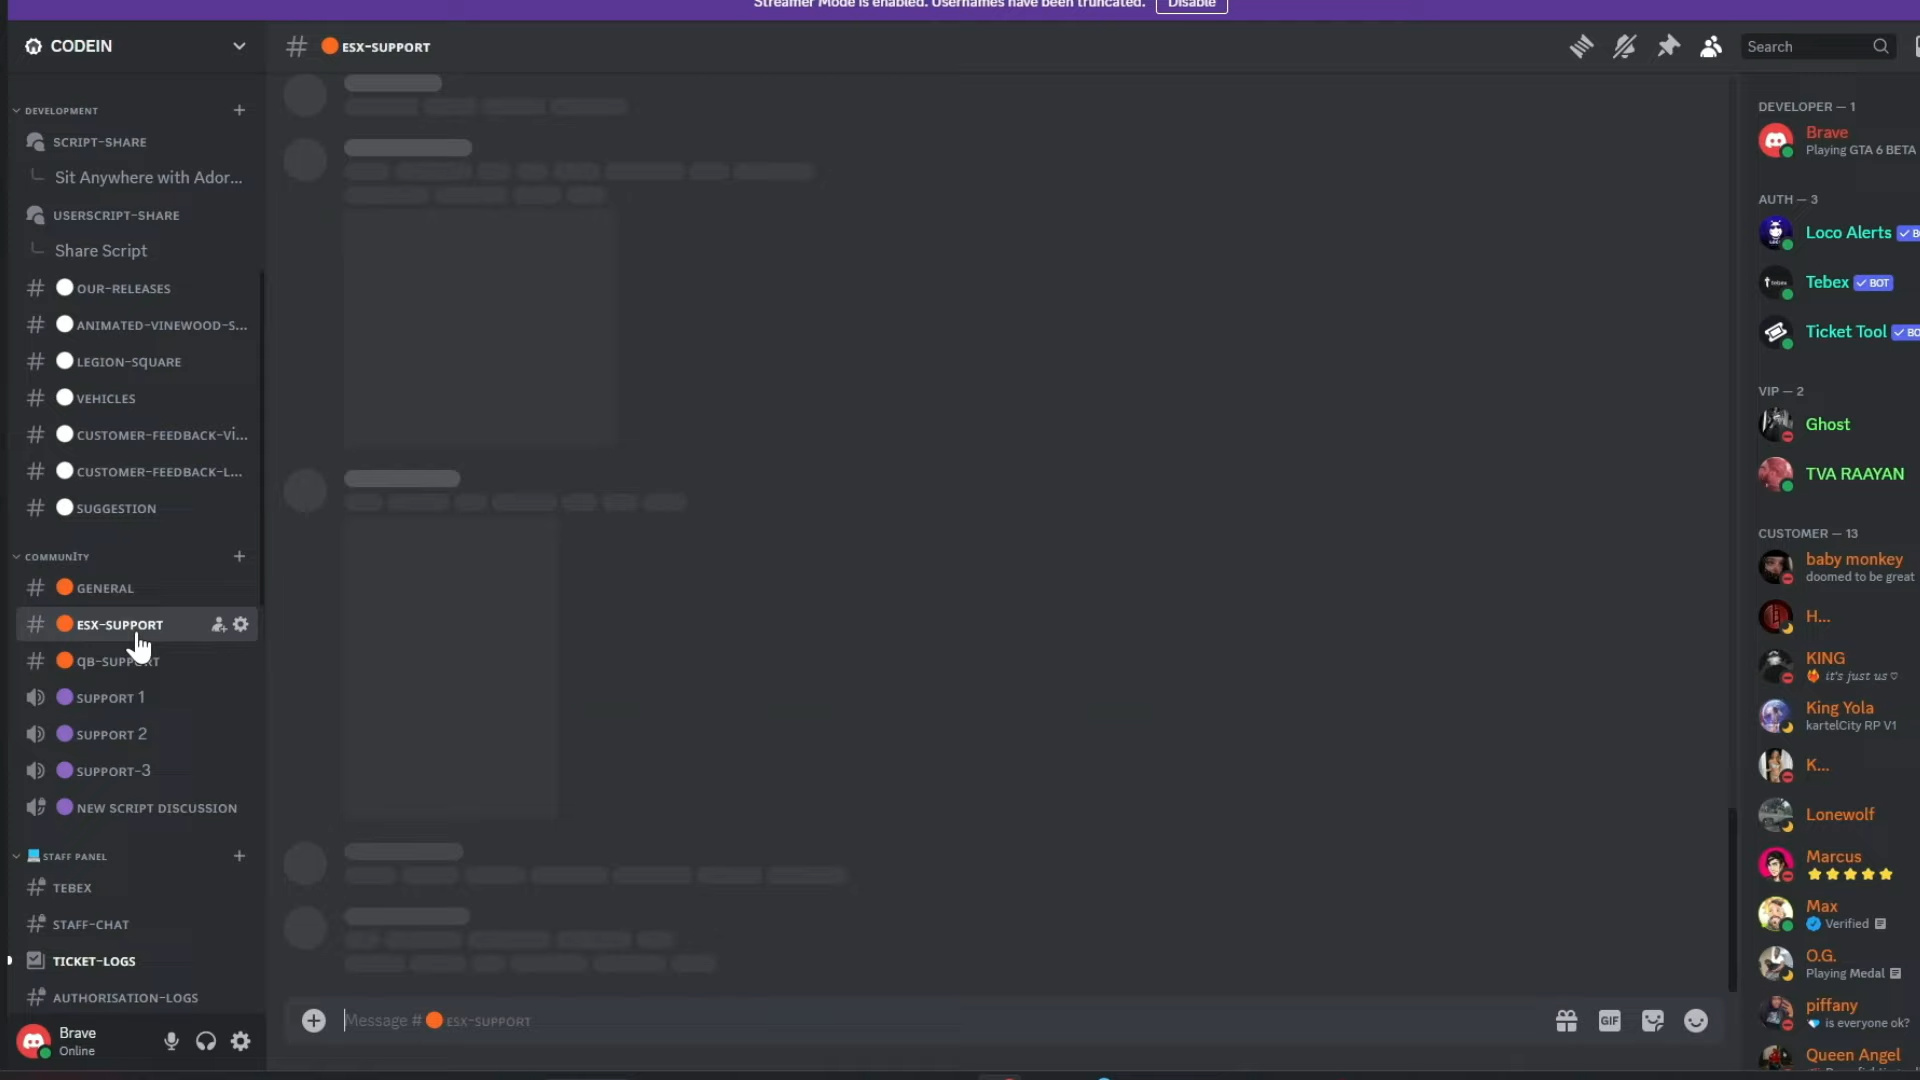 Streamer Mode is enabled. Usernames have been truncated.
Disable
CODEIN
DEVELOPMENT
SCRIPT-SHARE
Sit Anywhere with Ador...
USERSCRIPT-SHARE
Share Script
OUR-RELEASES
ANIMATED-VINEWOOD-S...
LEGION-SQUARE
VEHICLES
CUSTOMER-FEEDBACK-Vİ...
CUSTOMER-FEEDBACK-L...
SUGGESTION
COMMUNİTY
GENERAL
ESX-SUPPORT
QB-SUPPORT
SUPPORT 1
SUPPORT 2
SUPPORT-3
NEW SCRIPT DISCUSSION
STAFF PANEL
TEBEX
STAFF-CHAT
TICKET-LOGS
AUTHORISATION-LOGS
Brave
Online
# ESX-SUPPORT
Message # ESX-SUPPORT
GIF
Search
DEVELOPER — 1
Brave
Playing GTA 6 BETA
AUTH — 3
Loco Alerts
Tebex BOT
Ticket Tool
VIP — 2
Ghost
TVA RAAYAN
CUSTOMER — 13
baby monkey
doomed to be great
H...
KING
it's just us
King Yola
kartelCity RP V1
K...
Lonewolf
Marcus
Max
Verified
O.G.
Playing Medal
piffany
is everyone ok?
Queen Angel